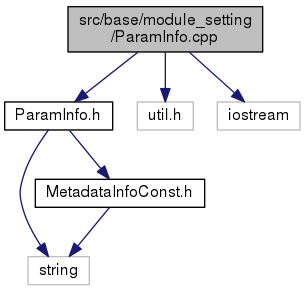 src/base/module_setting
/ParamInfo.cpp
ParamInfo.h
util.h
iostream
MetadataInfoConst.h
string